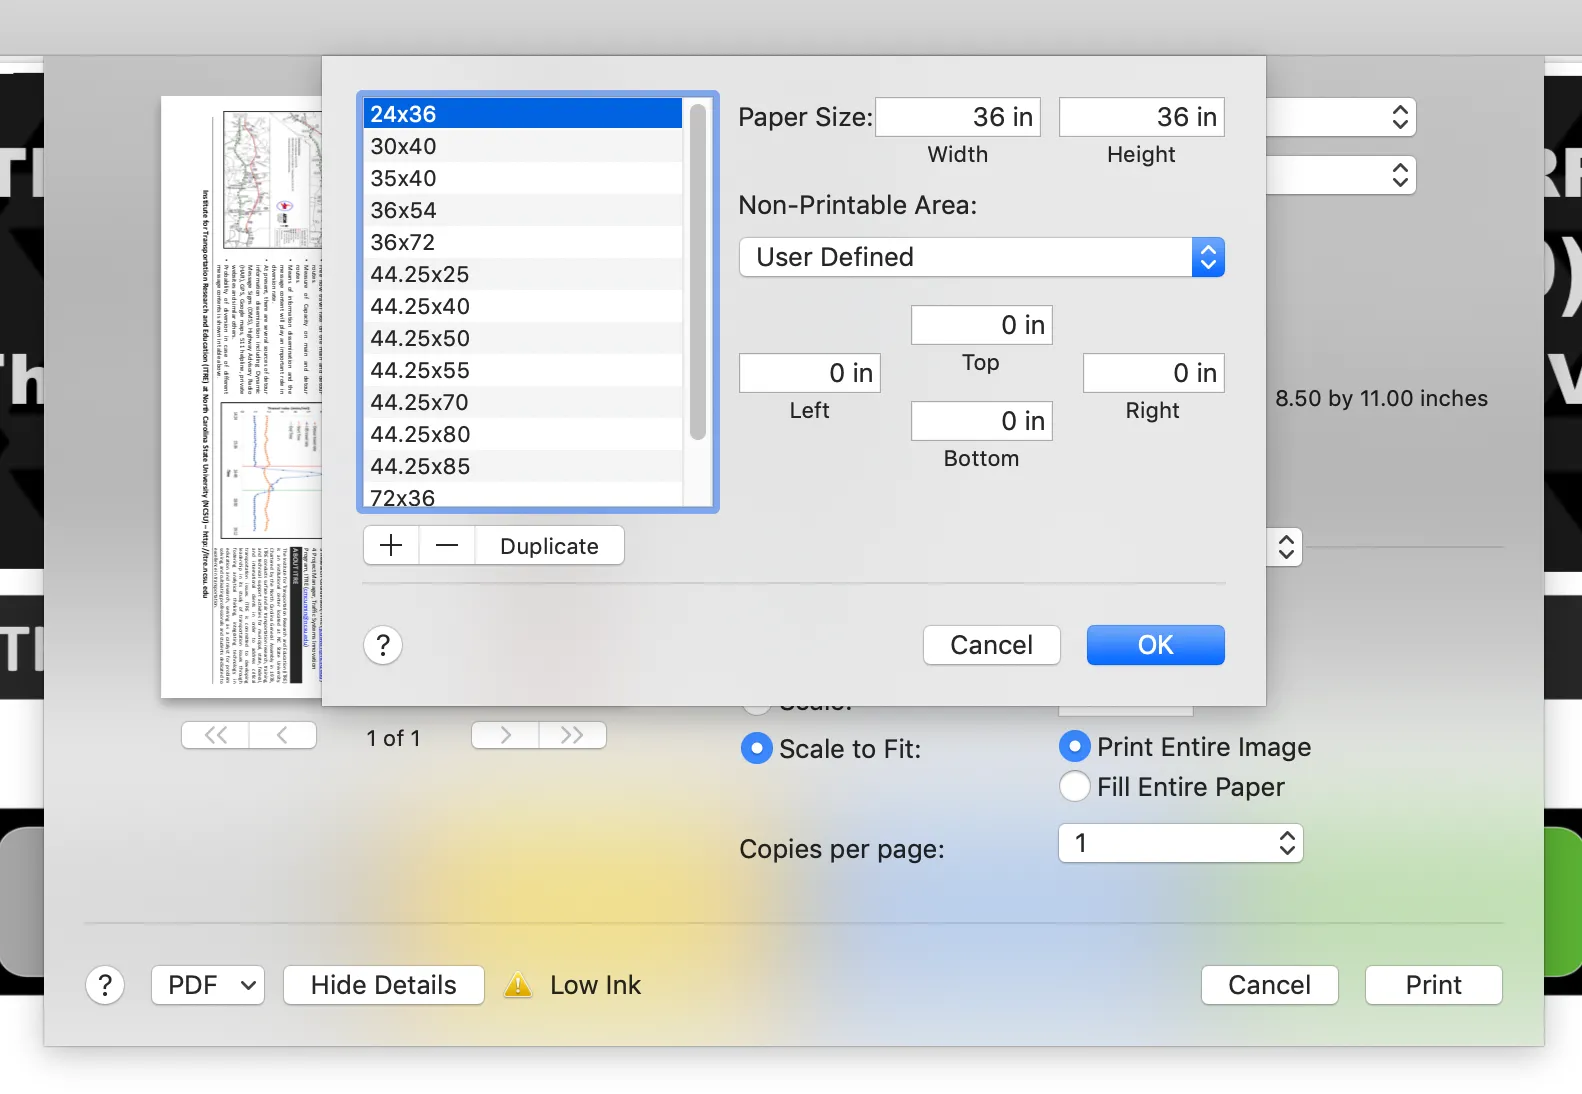 24x36
30x40
35x40
36x54
36x72
44.25x25
44.25x40
44.25x50
44.25x55
44.25x70
44.25x80
44.25x85
72x36
+ − Duplicate
Paper Size: 36 in 36 in
Width Height
Non-Printable Area:
User Defined
0 in
Top
0 in 0 in
Left Right
0 in
Bottom
?
Cancel OK
8.50 by 11.00 inches
Institute for Transportation Research and Education (ITRE) at North Carolina State University (NCSU) – http://itre.ncsu.edu
ABOUT ITRE
<< < 1 of 1 > >>
Scale:
Scale to Fit:
Print Entire Image
Fill Entire Paper
Copies per page: 1
? PDF Hide Details Low Ink Cancel Print